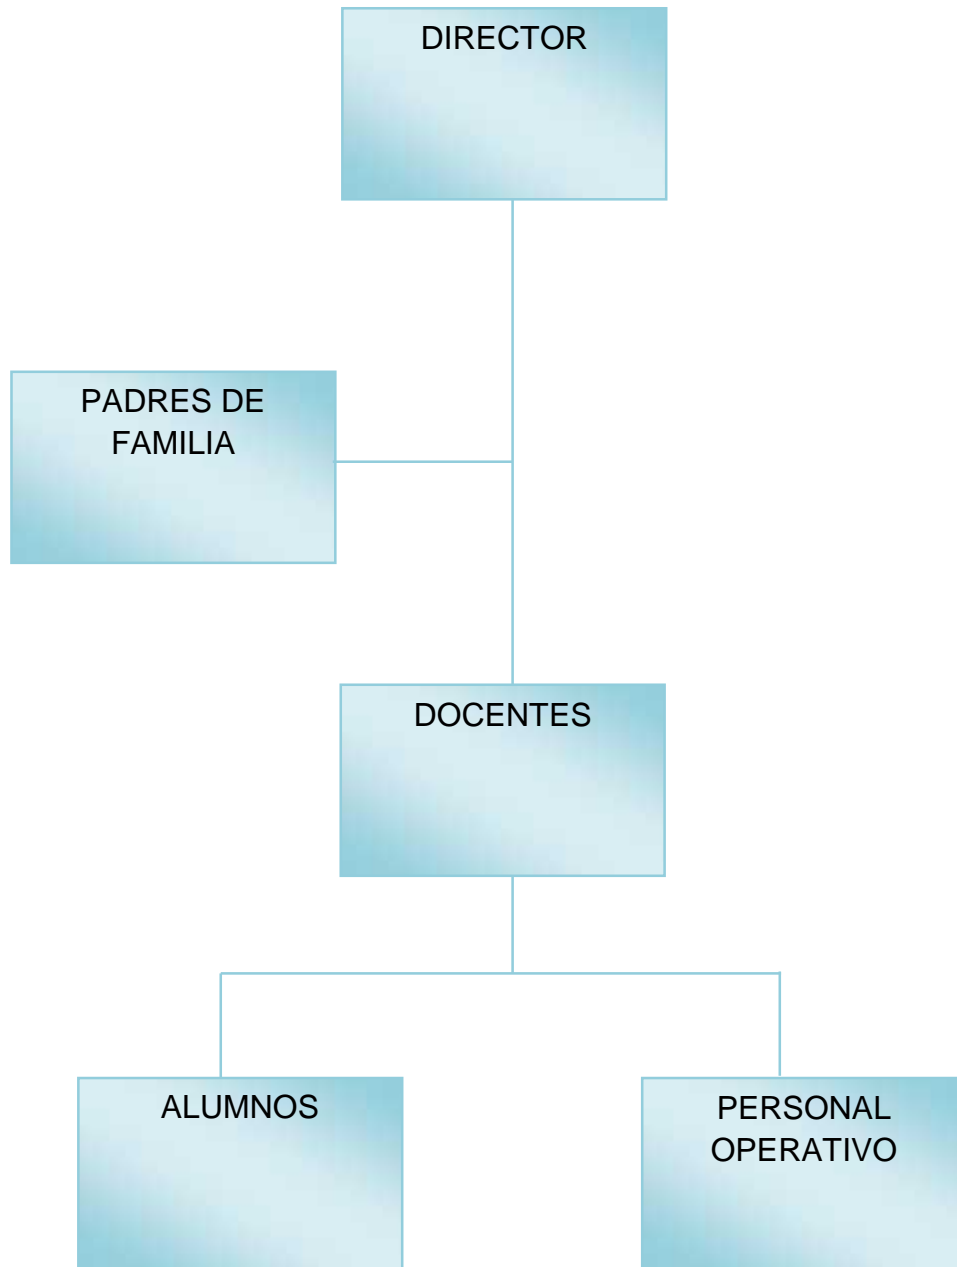 DIRECTOR
PADRES DE
FAMILIA
DOCENTES
ALUMNOS
PERSONAL
OPERATIVO